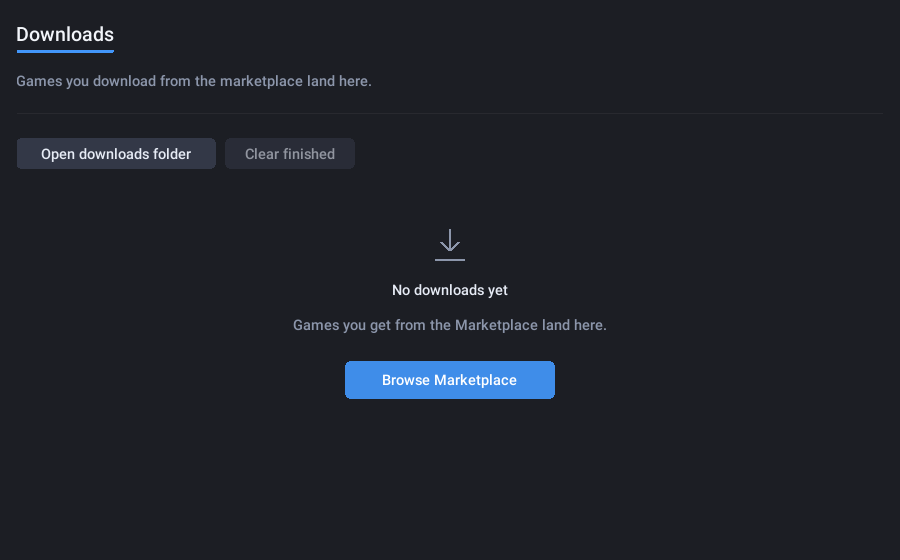 Downloads
Games you download from the marketplace land here.
Open downloads folder
Clear finished
No downloads yet
Games you get from the Marketplace land here.
Browse Marketplace